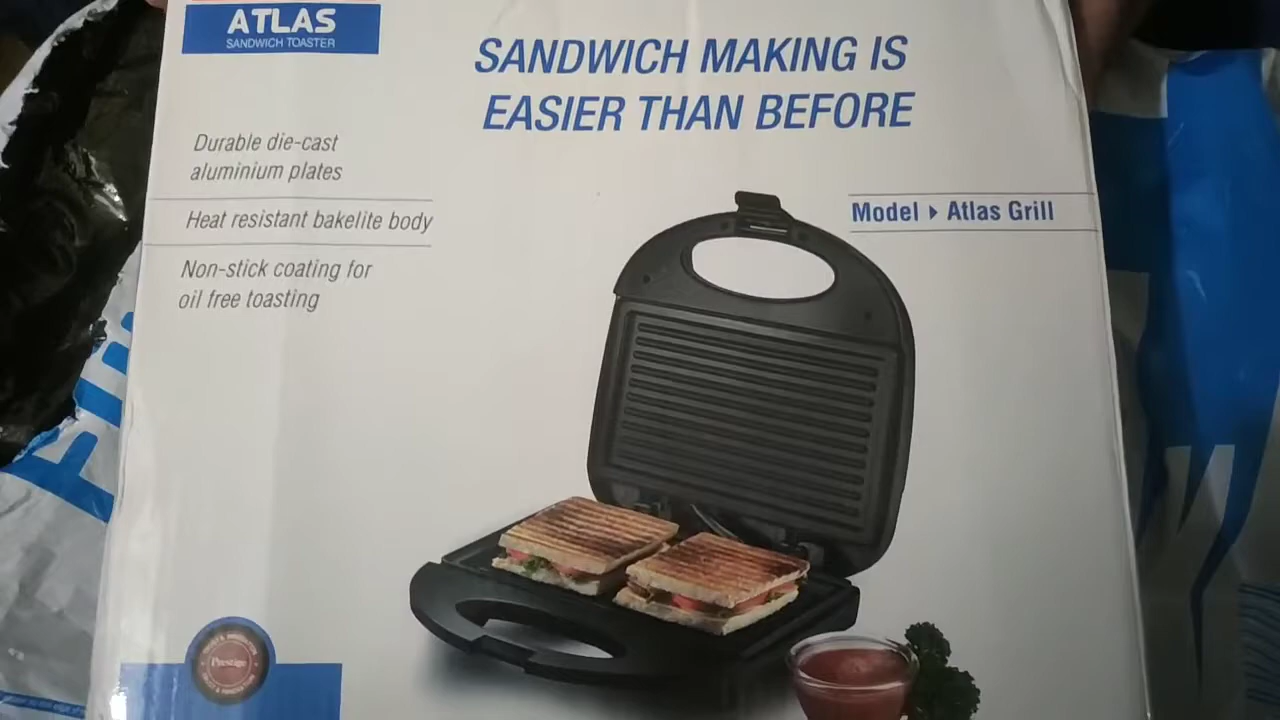 ATLAS
SANDWICH TOASTER
SANDWICH MAKING IS
EASIER THAN BEFORE
Durable die-cast
aluminium plates
Heat resistant bakelite body
Non-stick coating for
oil free toasting
Model ▸ Atlas Grill
Prestige